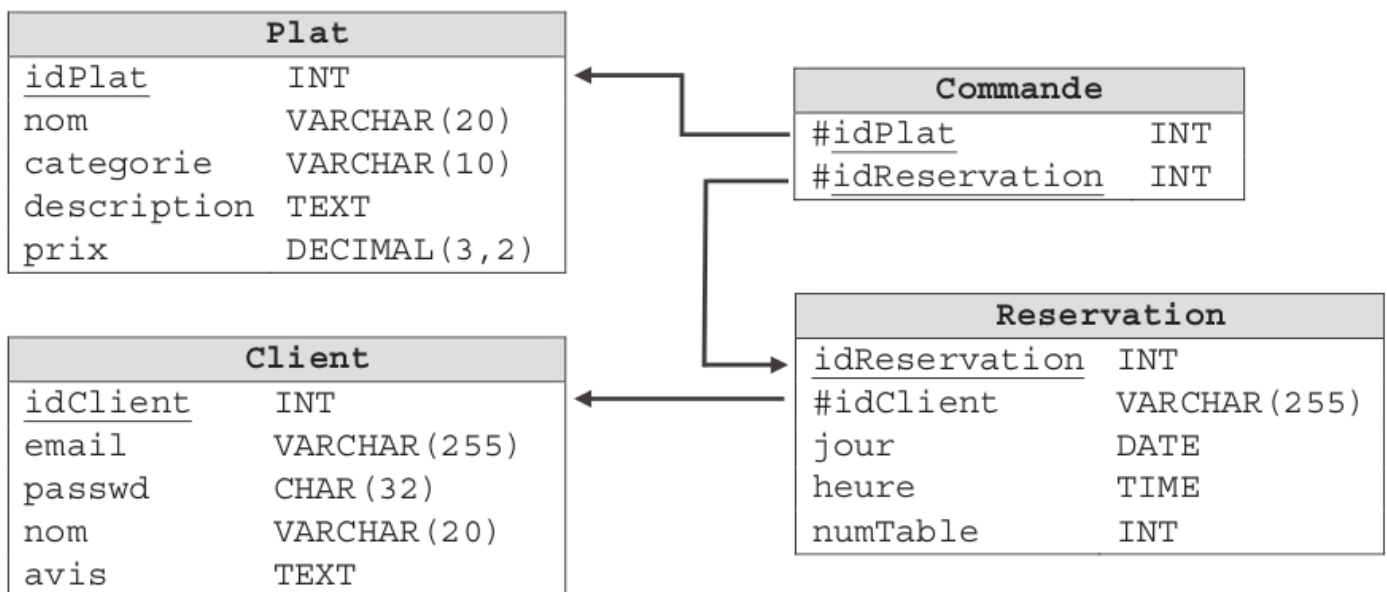 Plat
idPlat INT
nom VARCHAR(20)
categorie VARCHAR(10)
description TEXT
prix DECIMAL(3,2)
Commande
#idPlat INT
#idReservation INT
Client
idClient INT
email VARCHAR(255)
passwd CHAR(32)
nom VARCHAR(20)
avis TEXT
Reservation
idReservation INT
#idClient VARCHAR(255)
jour DATE
heure TIME
numTable INT